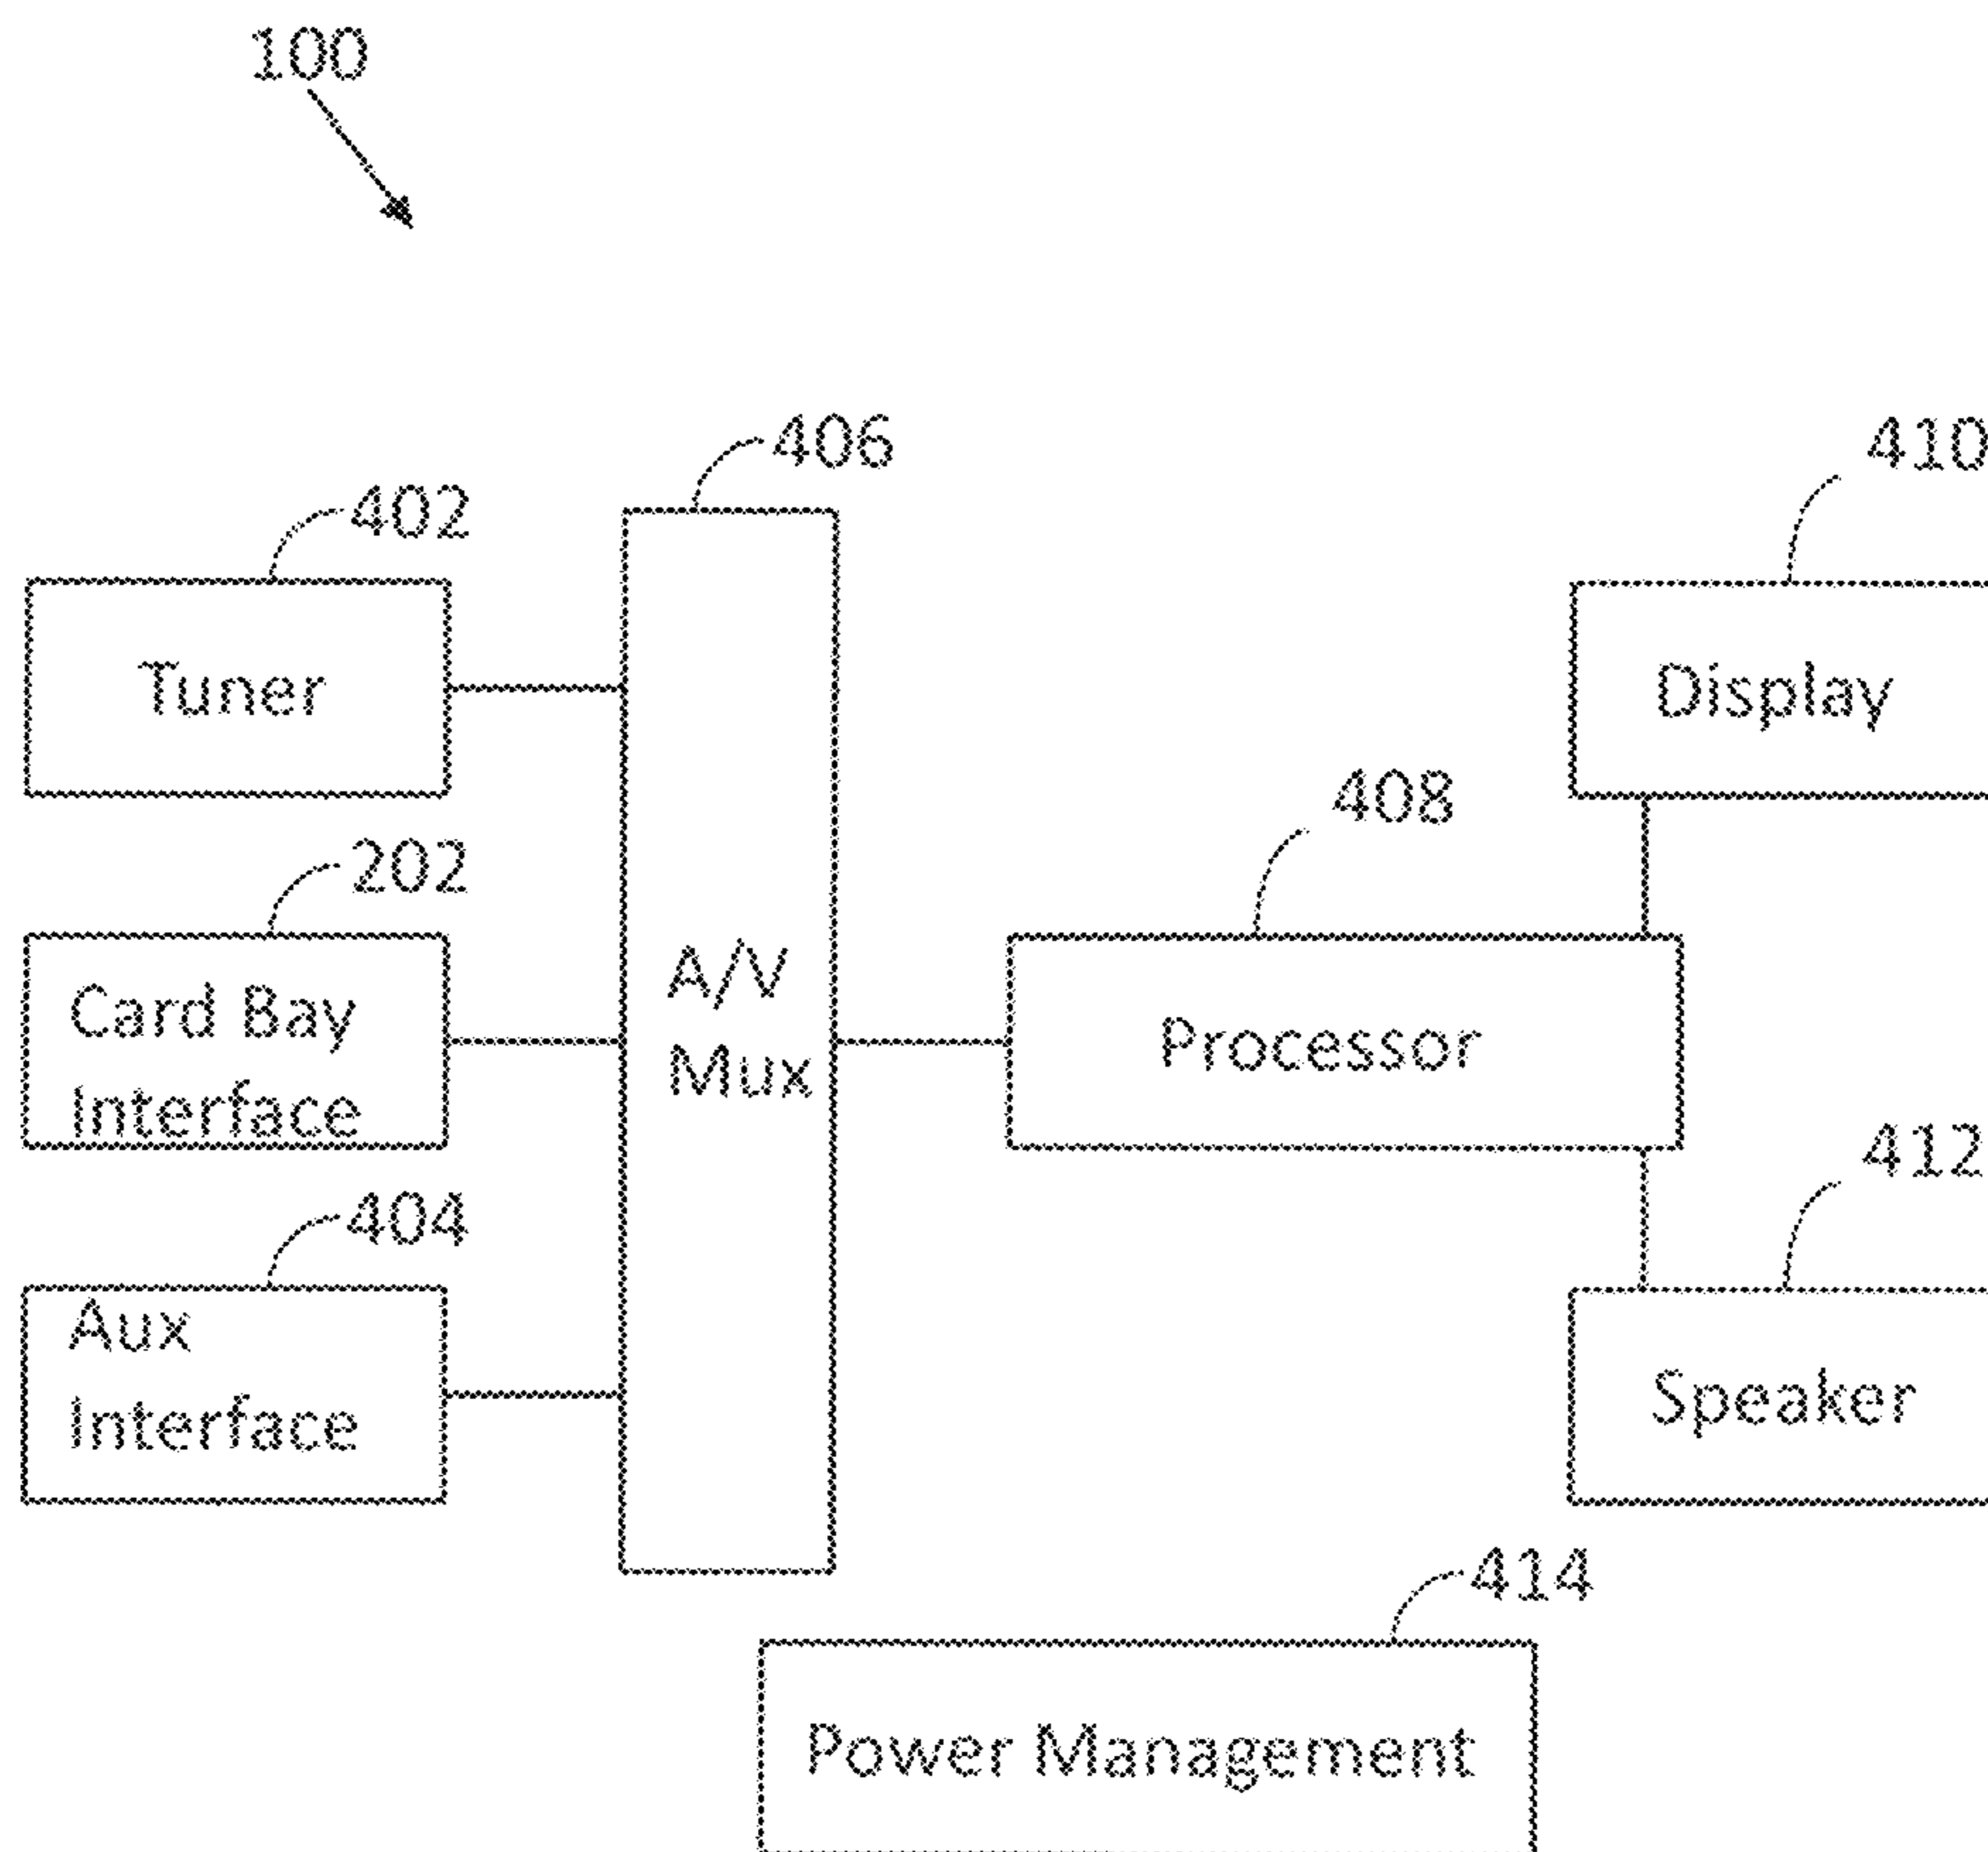 100
406
410
402
Tuner
Display
408
202
A/V
Mux
Card Bay
Interface
Processor
412
404
Aux
Interface
Speaker
414
Power Management